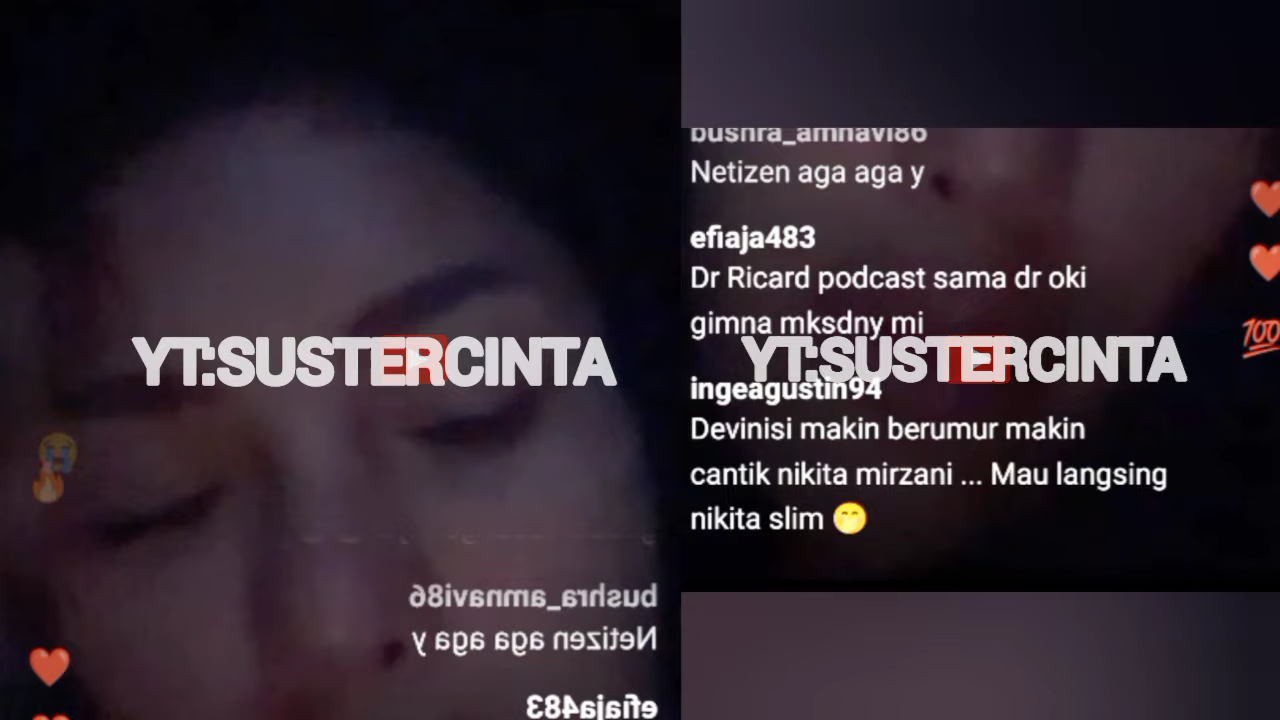 YT:SUSTERCINTA
bushra_amnavi86
Netizen aga aga y
efiaja483
bushra_amnavi86
Netizen aga aga y
efiaja483
Dr Ricard podcast sama dr oki
gimna mksdny mi
YT:SUSTERCINTA
ingeagustin94
Devinisi makin berumur makin
cantik nikita mirzani ... Mau langsing
nikita slim 🤭
💯